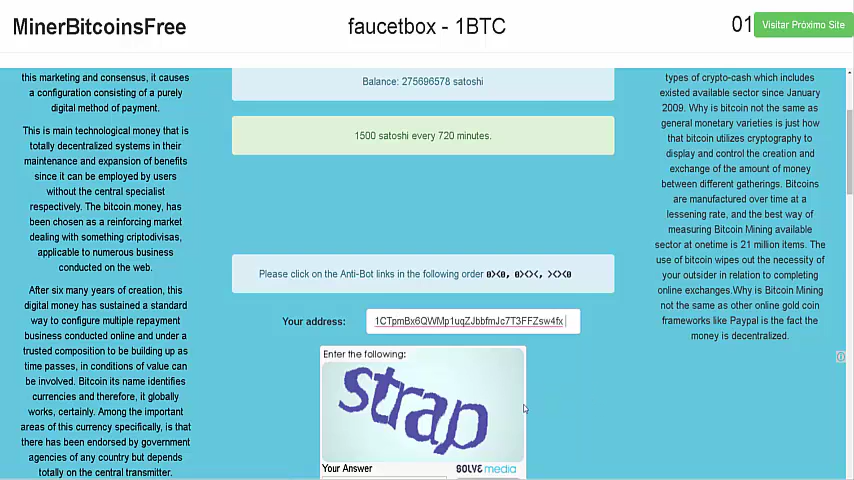 MinerBitcoinsFree
faucetbox - 1BTC
01
Visitar Próximo Site
this marketing and consensus, it causes
a configuration consisting of a purely
digital method of payment.
This is main technological money that is
totally decentralized systems in their
maintenance and expansion of benefits
since it can be employed by users
without the central specialist
respectively. The bitcoin money, has
been chosen as a reinforcing market
dealing with something criptodivisas,
applicable to numerous business
conducted on the web.
After six many years of creation, this
digital money has sustained a standard
way to configure multiple repayment
business conducted online and under a
trusted composition to being building up as
time passes, in conditions of value can
be involved. Bitcoin its name identifies
currencies and therefore, it globally
works, certainly. Among the important
areas of this currency specifically, is that
there has been endorsed by government
agencies of any country but depends
totally on the central transmitter.
Balance: 275696578 satoshi
1500 satoshi every 720 minutes.
Please click on the Anti-Bot links in the following order
Your address:
1CTpmBx6QWMp1uqZJbbfmJc7T3FFZsw4fx
Enter the following:
strap
Your Answer
SOLVE media
types of crypto-cash which includes
existed available sector since January
2009. Why is bitcoin not the same as
general monetary varieties is just how
that bitcoin utilizes cryptography to
display and control the creation and
exchange of the amount of money
between different gatherings. Bitcoins
are manufactured over time at a
lessening rate, and the best way of
measuring Bitcoin Mining available
sector at onetime is 21 million items. The
use of bitcoin wipes out the necessity of
your outsider in relation to completing
online exchanges.Why is Bitcoin Mining
not the same as other online gold coin
frameworks like Paypal is the fact the
money is decentralized.